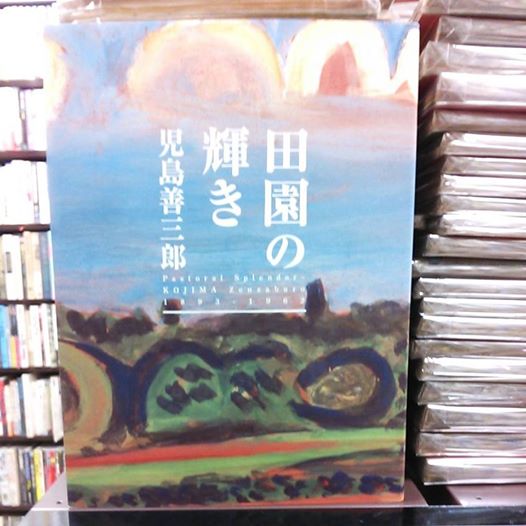 田園の
輝き
児島善三郎
Pastoral Splendor-
KOJIMA Zenzaburo
1893-1962